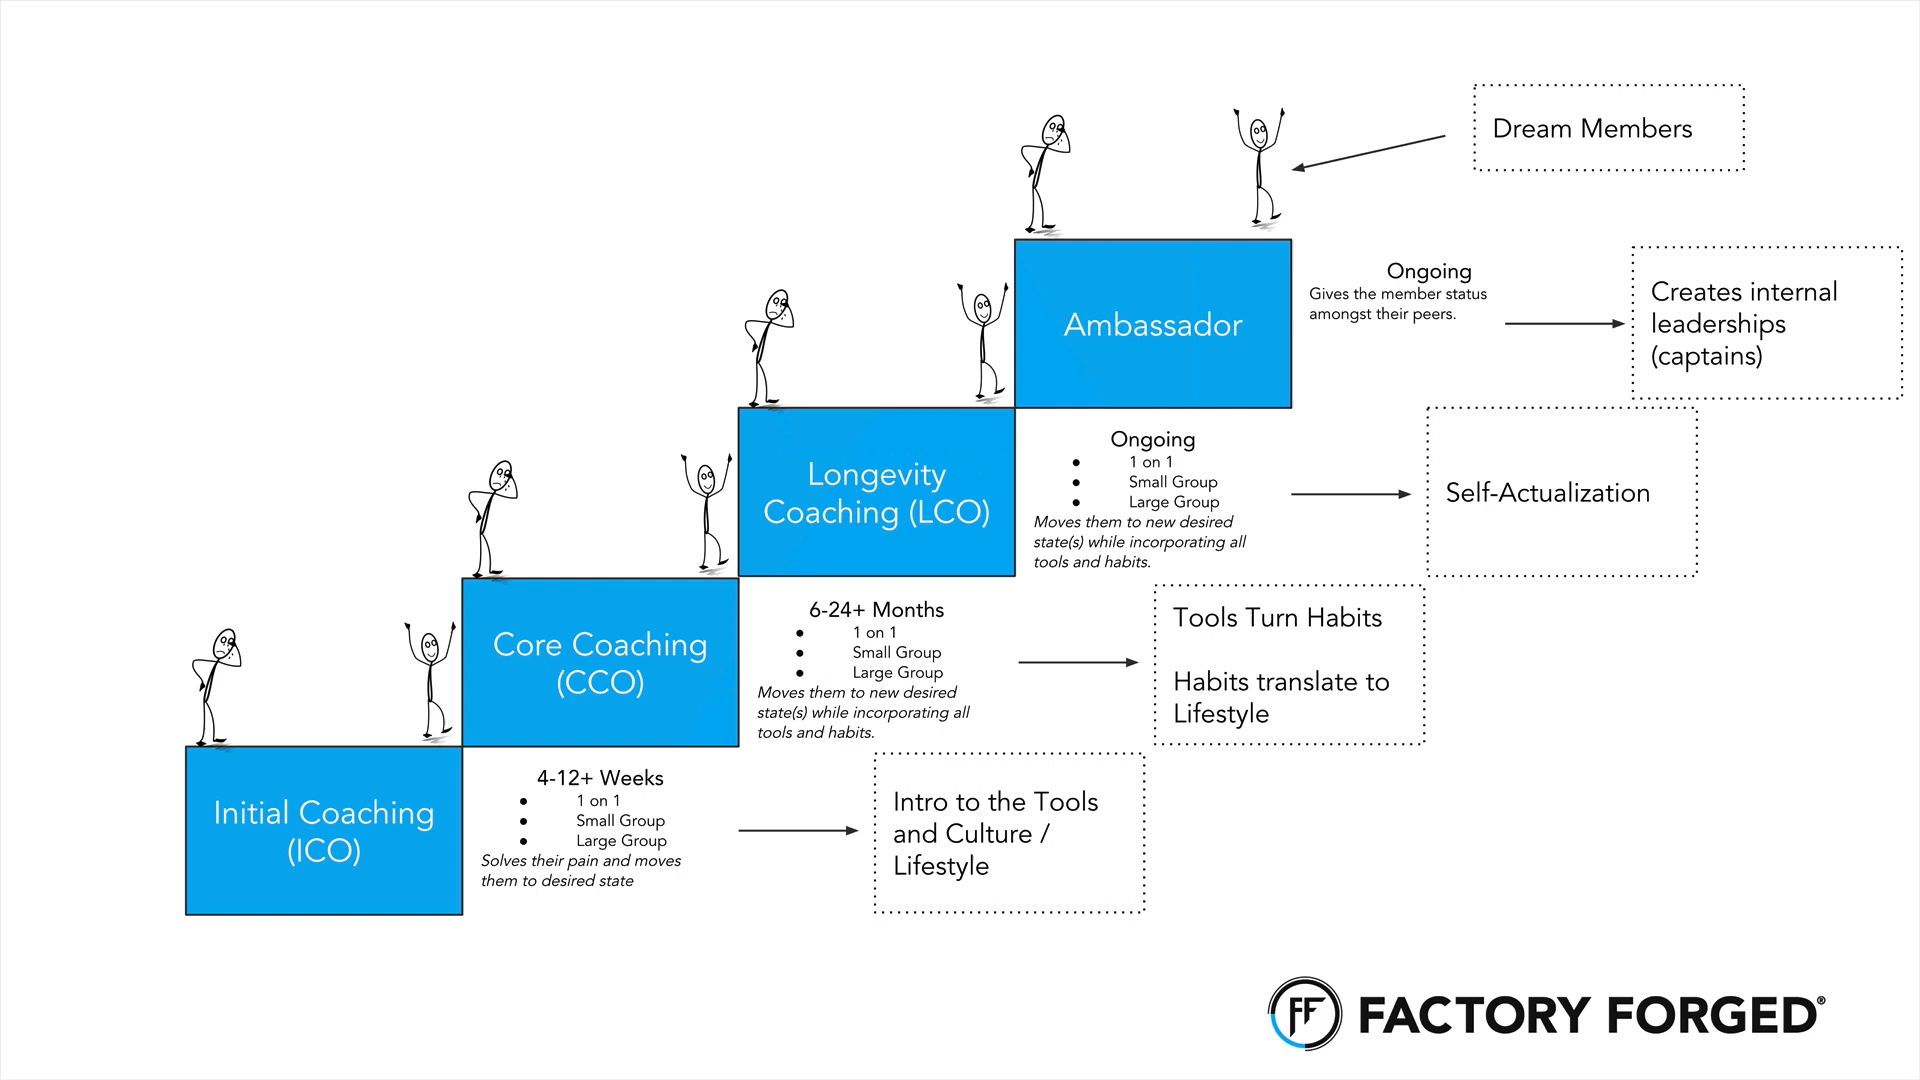 Dream Members
Ambassador
Ongoing
Gives the member status
amongst their peers.
Creates internal
leaderships
(captains)
Longevity
Coaching (LCO)
Ongoing
● 1 on 1
● Small Group
● Large Group
Moves them to new desired
state(s) while incorporating all
tools and habits.
Self-Actualization
Core Coaching
(CCO)
6-24+ Months
● 1 on 1
● Small Group
● Large Group
Moves them to new desired
state(s) while incorporating all
tools and habits.
Tools Turn Habits
Habits translate to
Lifestyle
Initial Coaching
(ICO)
4-12+ Weeks
● 1 on 1
● Small Group
● Large Group
Solves their pain and moves
them to desired state
Intro to the Tools
and Culture /
Lifestyle
FF FACTORY FORGED®